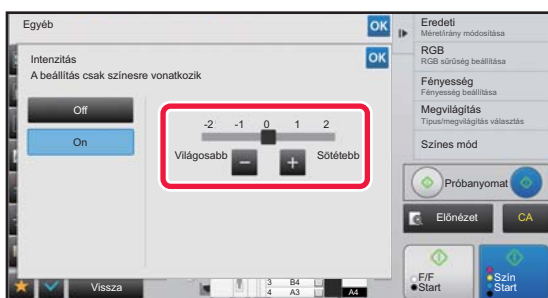 Egyéb
OK
Intenzitás
OK
A beállítás csak színesre vonatkozik
Off
On
-2 -1 0 1 2
Világosabb
Sötétebb
Vissza
3 B4
4 A3
A4
Eredeti
Méret/irány módosítása
RGB
RGB sűrűség beállítása
Fényesség
Fényesség beállítása
Megvilágítás
Típus/megvilágítás választás
Színes mód
Próbanyomat
Előnézet
CA
F/F
Start
Szín
Start